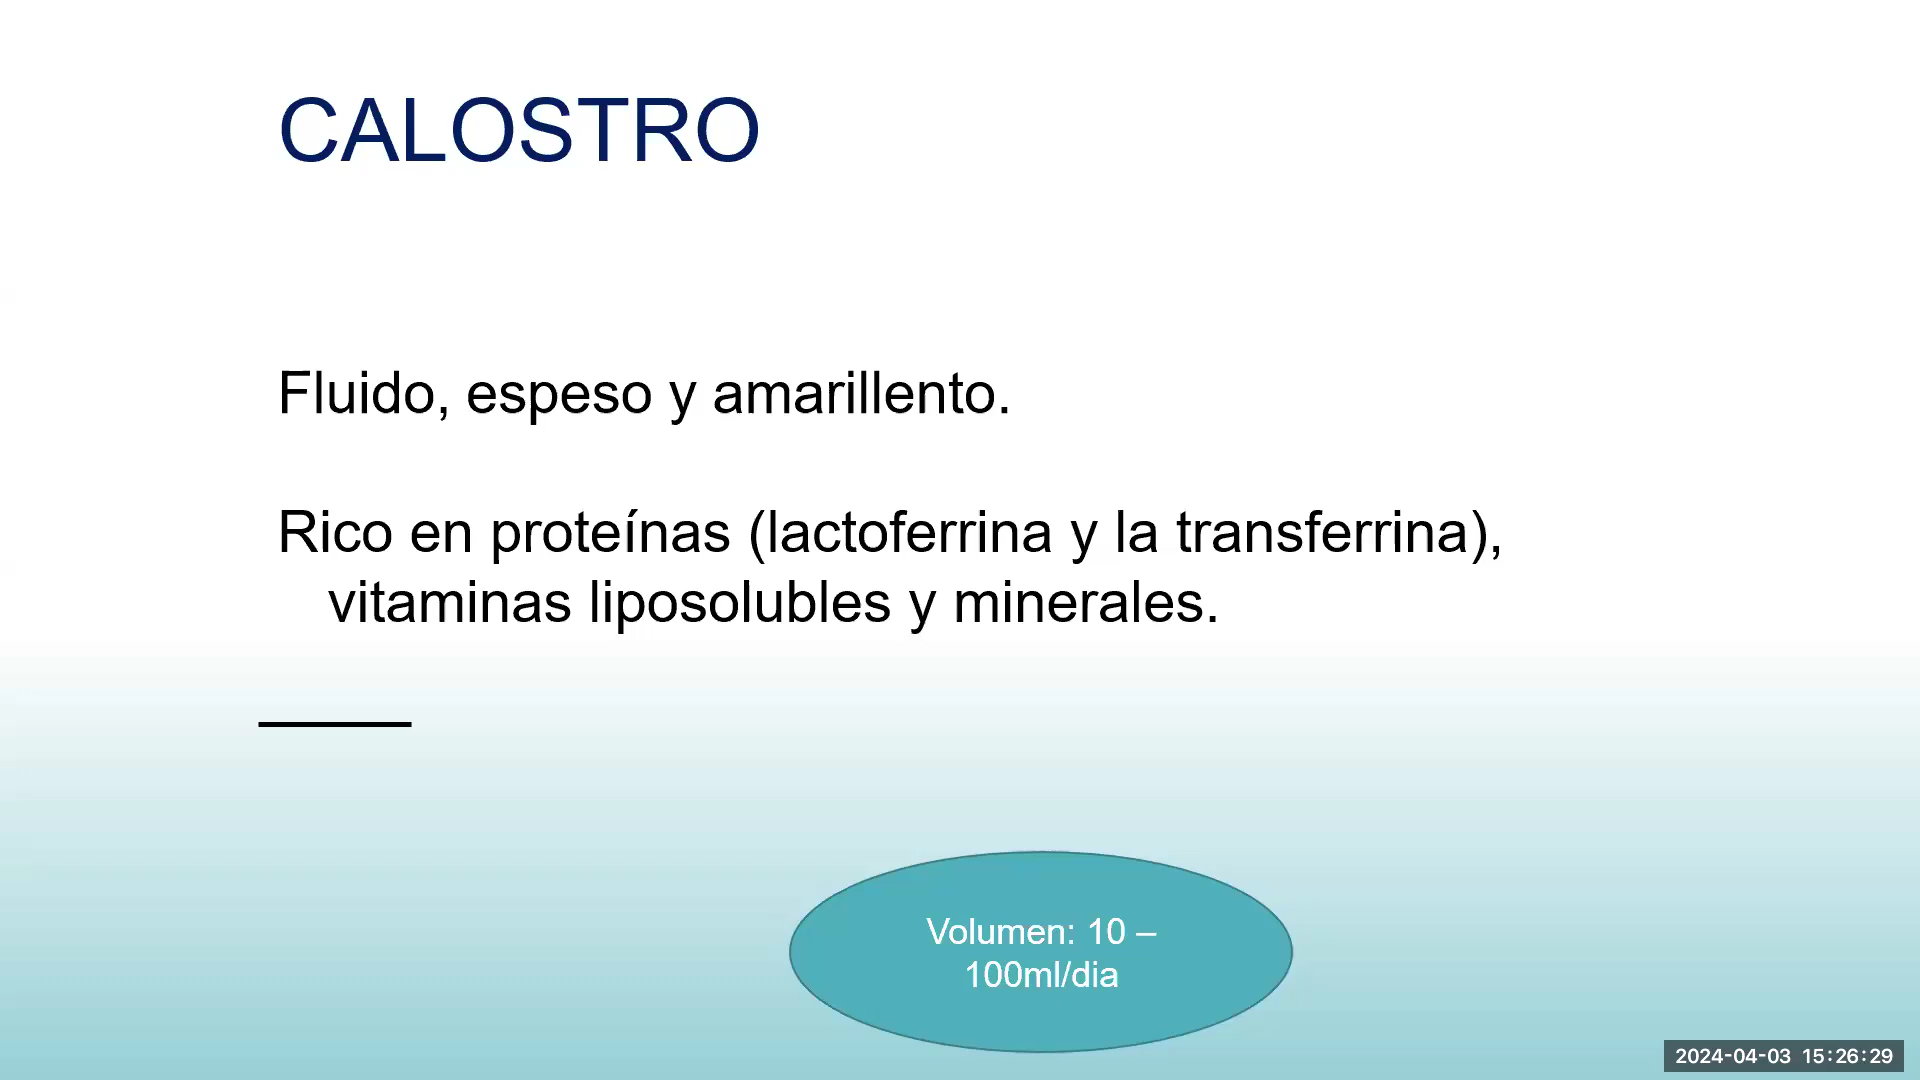 CALOSTRO
Fluido, espeso y amarillento.
Rico en proteínas (lactoferrina y la transferrina),
vitaminas liposolubles y minerales.
Volumen: 10 –
100ml/dia
2024-04-03 15:26:29